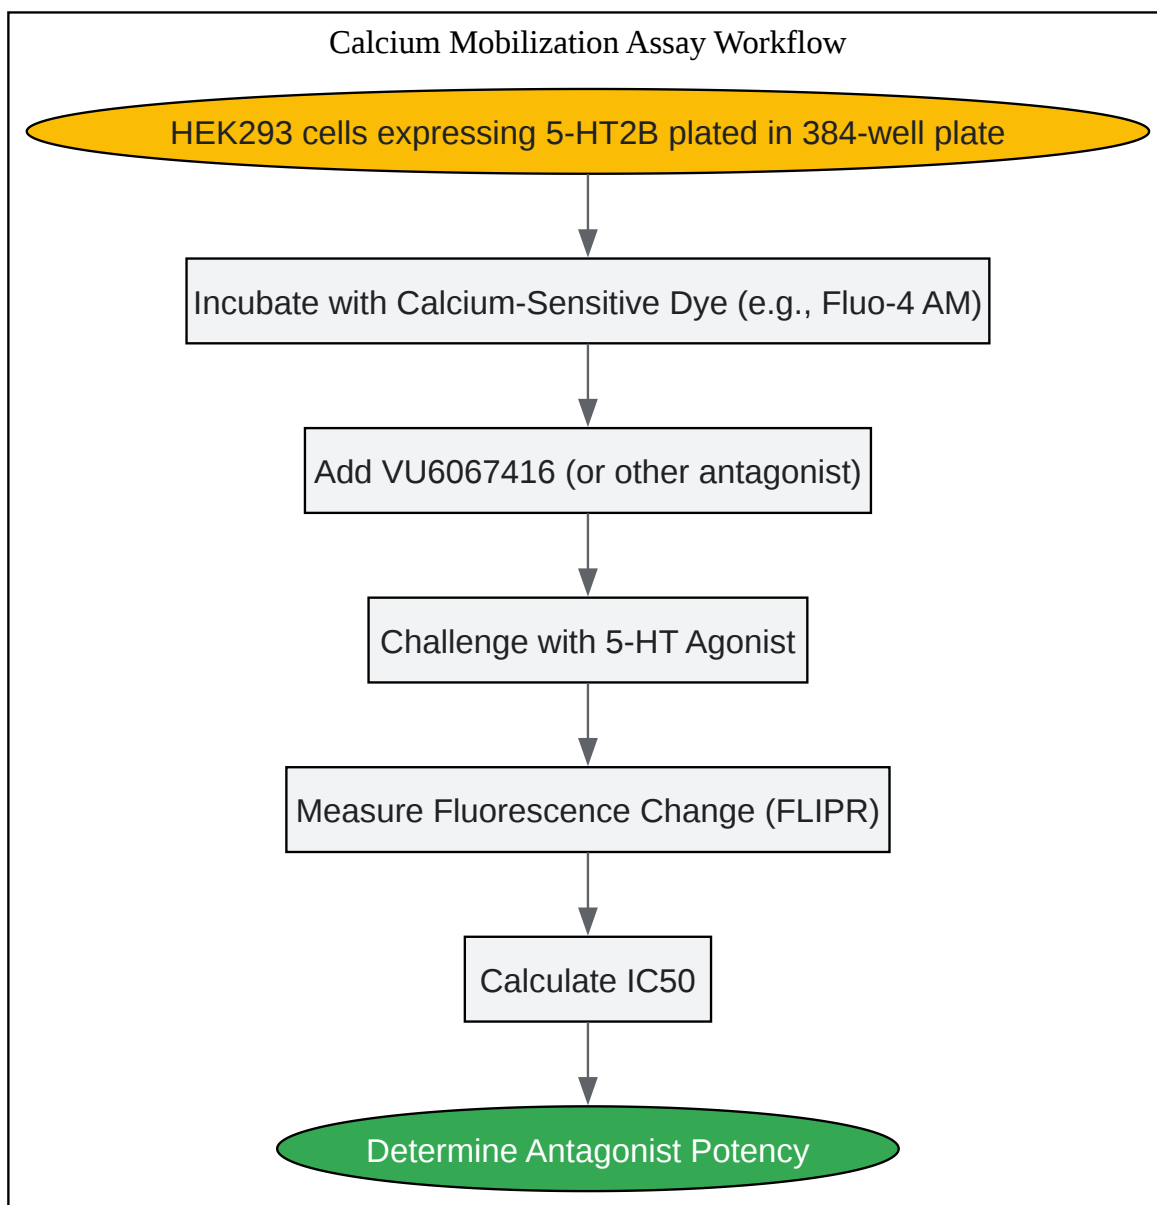 Calcium Mobilization Assay Workflow
HEK293 cells expressing 5-HT2B plated in 384-well plate
Incubate with Calcium-Sensitive Dye (e.g., Fluo-4 AM)
Add VU6067416 (or other antagonist)
Challenge with 5-HT Agonist
Measure Fluorescence Change (FLIPR)
Calculate IC50
Determine Antagonist Potency